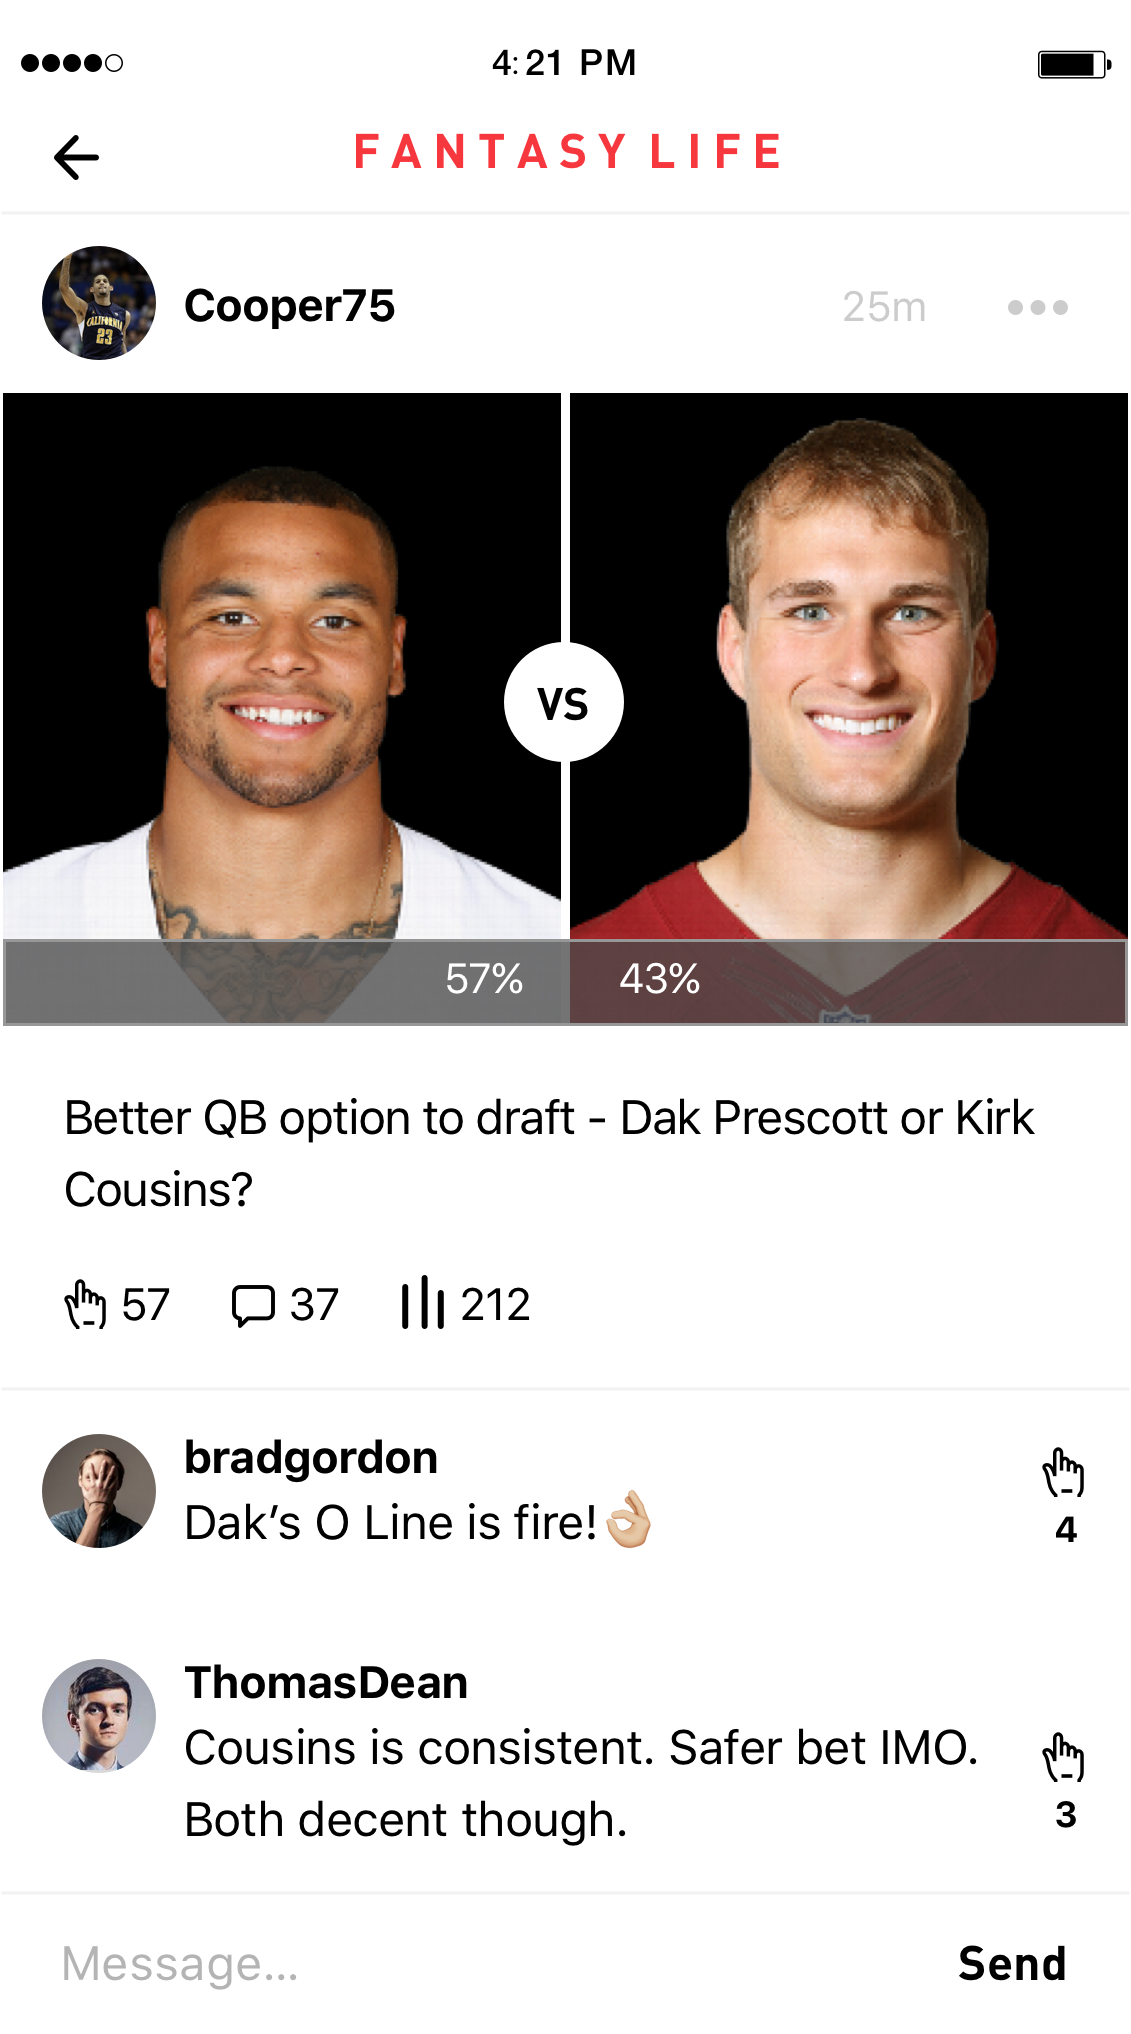 4:21 PM
FANTASY LIFE
Cooper75
25m
CALIFORNIA
23
VS
57%
43%
Better QB option to draft - Dak Prescott or Kirk
Cousins?
57
37
212
bradgordon
Dak’s O Line is fire!👌🏼
4
ThomasDean
Cousins is consistent. Safer bet IMO.
Both decent though.
3
Message...
Send